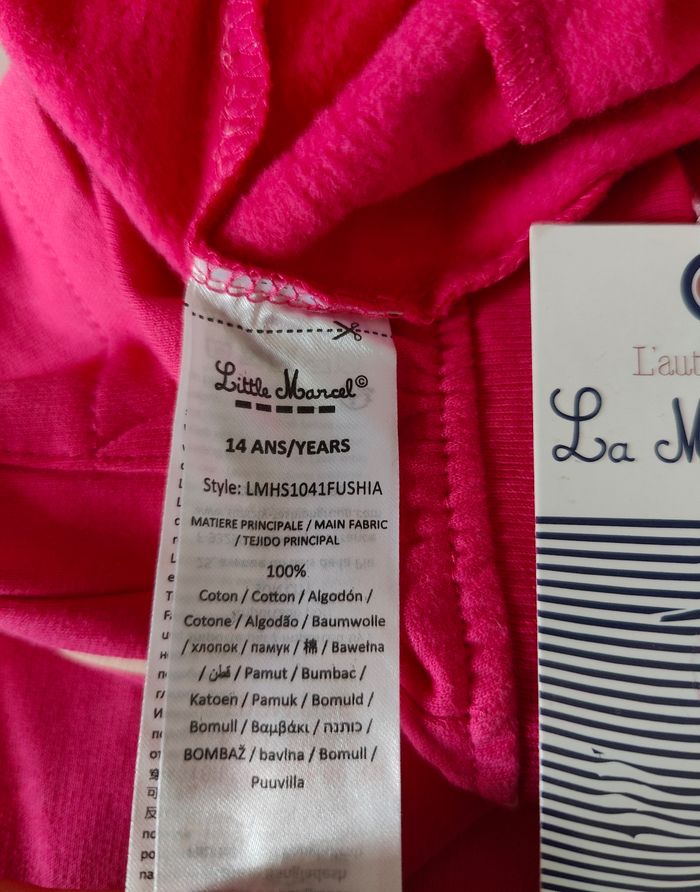 Little Marcel©
14 ANS/YEARS
Style: LMHS1041FUSHIA
MATIERE PRINCIPALE / MAIN FABRIC
/ TEJIDO PRINCIPAL
100%
Coton / Cotton / Algodón /
Cotone / Algodão / Baumwolle
/ хлопок / памук / 棉 / Bawełna
/ قطن / Pamut / Bumbac /
Katoen / Pamuk / Bomuld /
Bomull / Βαμβάκι / כותנה /
BOMBAŽ / bavlna / Bomull /
Puuvilla
La